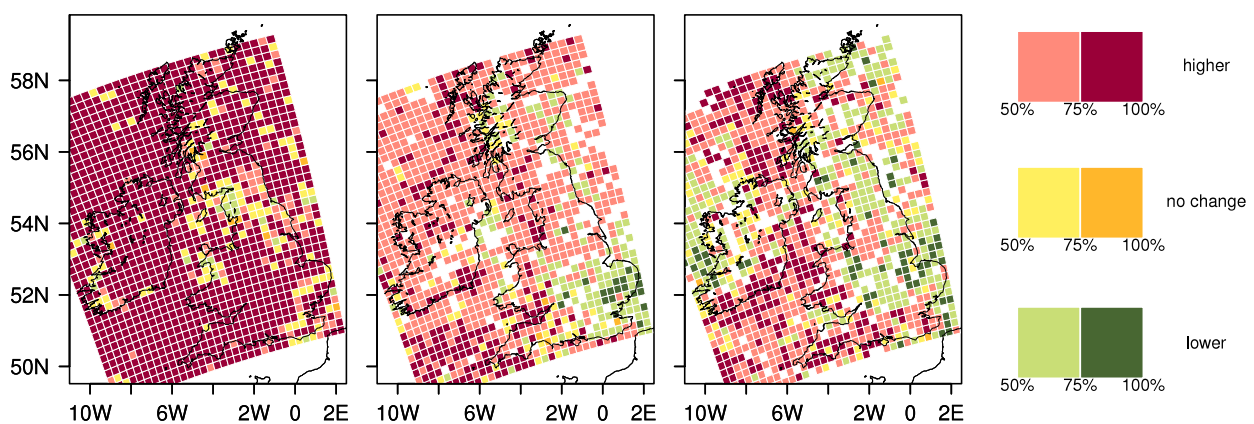 58N
56N
54N
52N
50N
10W 6W 2W 0 2E
10W 6W 2W 0 2E
10W 6W 2W 0 2E
higher
50% 75% 100%
no change
50% 75% 100%
lower
50% 75% 100%